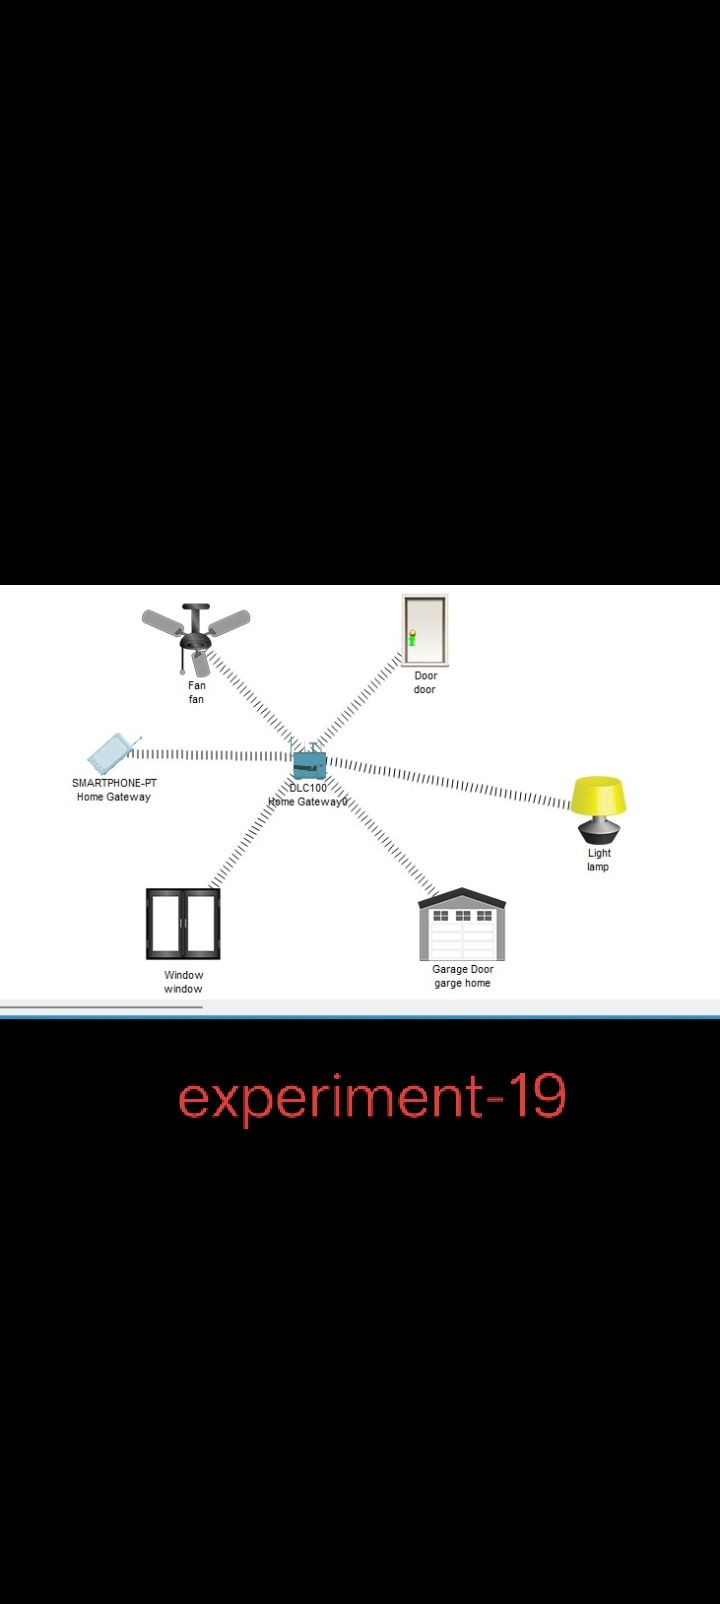 Fan
fan
Door
door
SMARTPHONE-PT
Home Gateway
DLC100
Home Gateway0
Light
lamp
Window
window
Garage Door
garge home
experiment-19